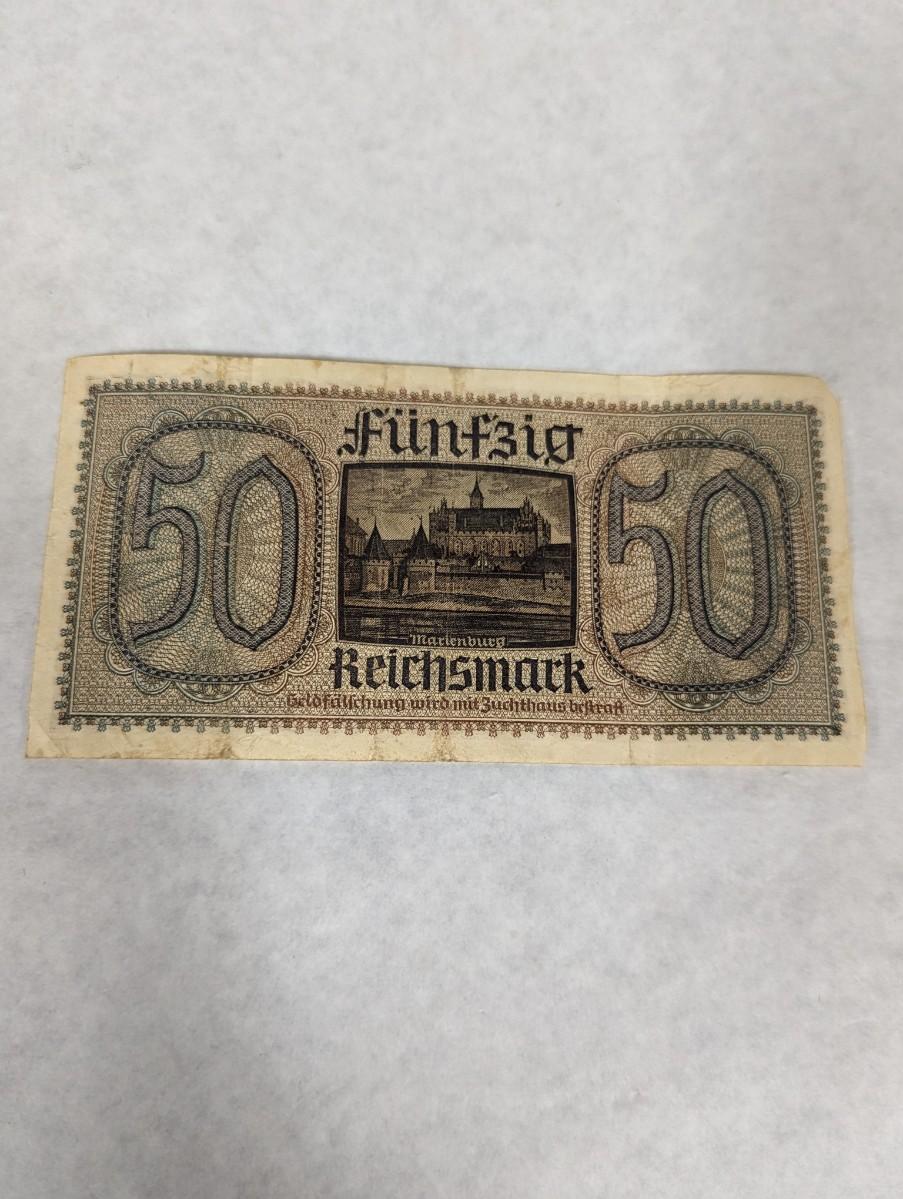 Fünfzig
50
50
Marienburg
Reichsmark
Geldfälschung wird mit Zuchthaus bestraft